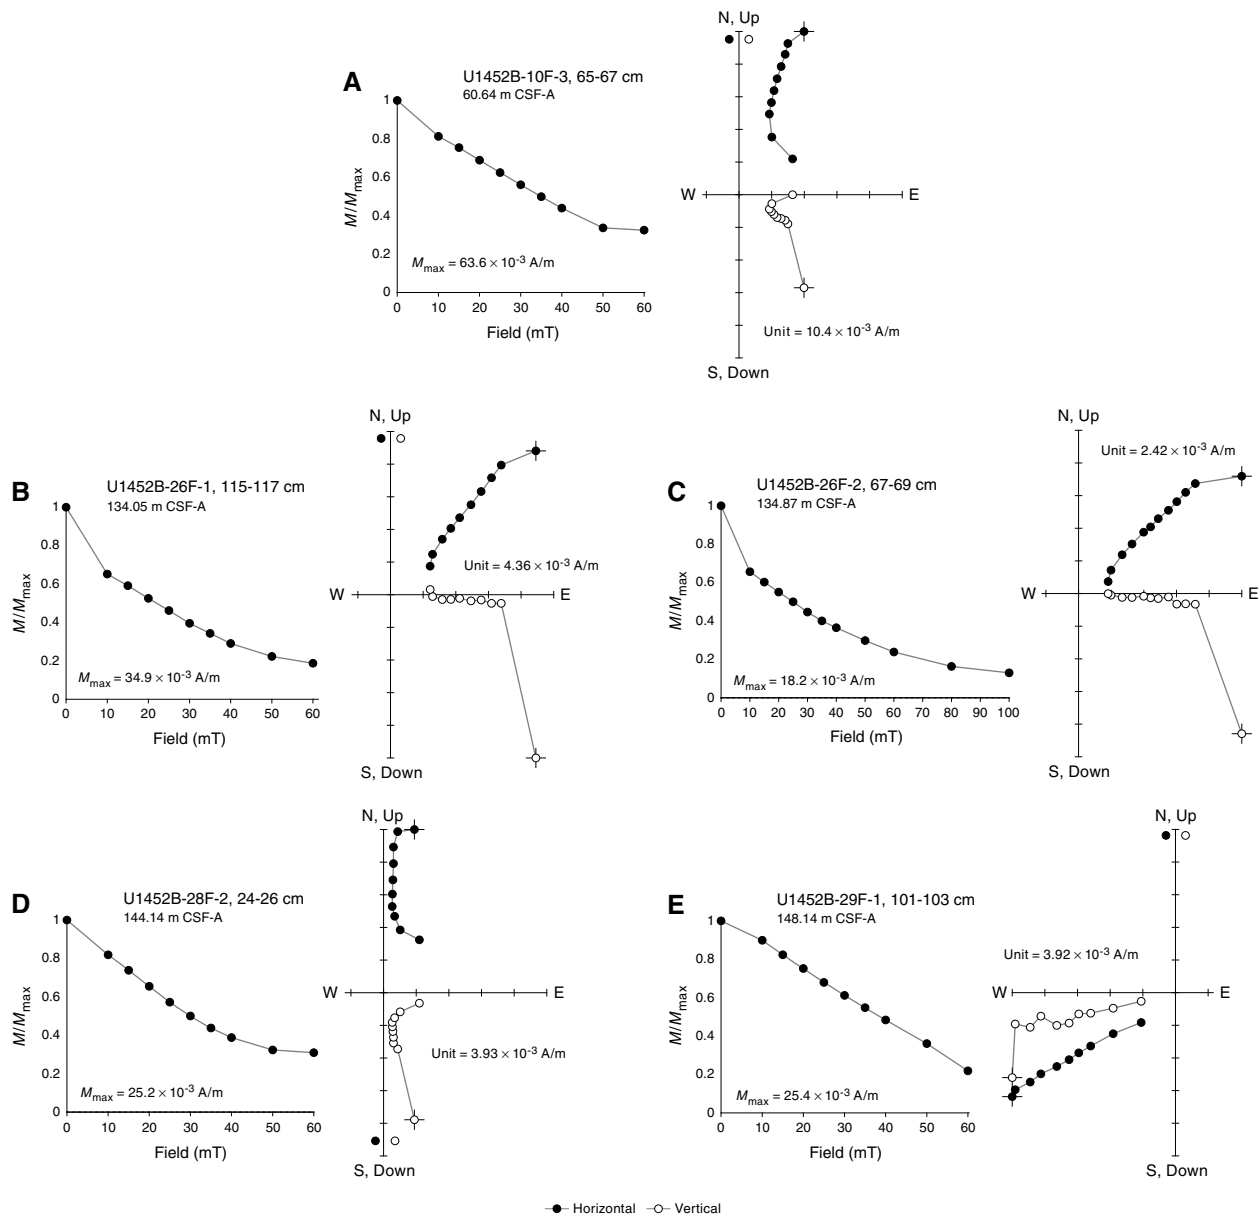 A
U1452B-10F-3, 65-67 cm
60.64 m CSF-A
1
0.8
0.6
0.4
0.2
0
M/Mmax
Mmax = 63.6 × 10-3 A/m
0 10 20 30 40 50 60
Field (mT)
N, Up
W E
Unit = 10.4 × 10-3 A/m
S, Down
B
U1452B-26F-1, 115-117 cm
134.05 m CSF-A
1
0.8
0.6
0.4
0.2
0
M/Mmax
Mmax = 34.9 × 10-3 A/m
0 10 20 30 40 50 60
Field (mT)
N, Up
Unit = 4.36 × 10-3 A/m
W E
S, Down
C
U1452B-26F-2, 67-69 cm
134.87 m CSF-A
1
0.8
0.6
0.4
0.2
0
M/Mmax
Mmax = 18.2 × 10-3 A/m
0 10 20 30 40 50 60 70 80 90 100
Field (mT)
N, Up
Unit = 2.42 × 10-3 A/m
W E
S, Down
D
U1452B-28F-2, 24-26 cm
144.14 m CSF-A
1
0.8
0.6
0.4
0.2
0
M/Mmax
Mmax = 25.2 × 10-3 A/m
0 10 20 30 40 50 60
Field (mT)
N, Up
W E
Unit = 3.93 × 10-3 A/m
S, Down
E
U1452B-29F-1, 101-103 cm
148.14 m CSF-A
1
0.8
0.6
0.4
0.2
0
M/Mmax
Mmax = 25.4 × 10-3 A/m
0 10 20 30 40 50 60
Field (mT)
N, Up
Unit = 3.92 × 10-3 A/m
W E
S, Down
Horizontal Vertical